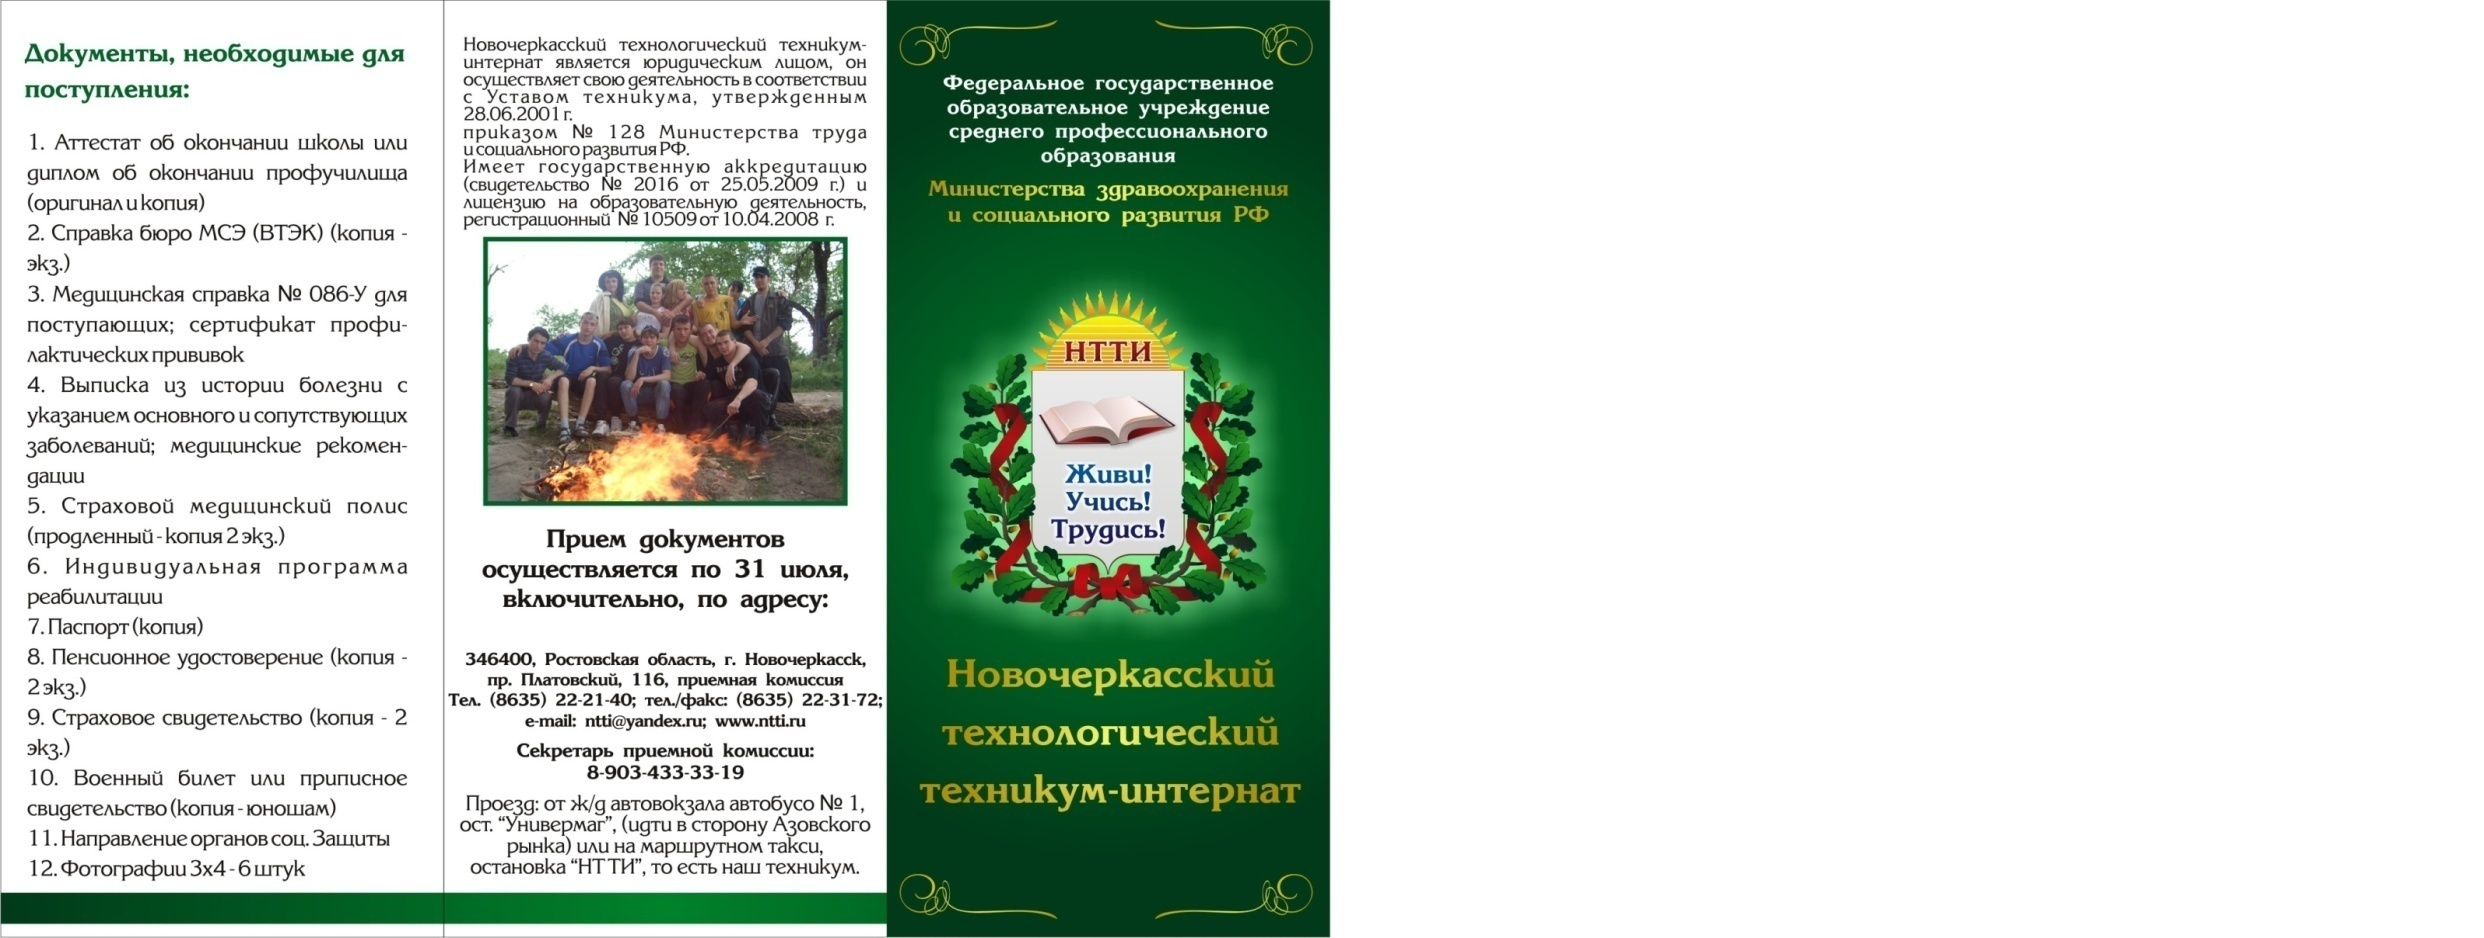 Документы, необходимые для
поступления:
1. Аттестат об окончании школы или
диплом об окончании профучилища
(оригинал и копия)
2. Справка бюро МСЭ (ВТЭК) (копия -
экз.)
3. Медицинская справка № 086-У для
поступающих; сертификат профи-
лактических прививок
4. Выписка из истории болезни с
указанием основного и сопутствующих
заболеваний; медицинские рекомен-
дации
5. Страховой медицинский полис
(продленный - копия 2 экз.)
6. Индивидуальная программа
реабилитации
7. Паспорт (копия)
8. Пенсионное удостоверение (копия -
2 экз.)
9. Страховое свидетельство (копия - 2
экз.)
10. Военный билет или приписное
свидетельство (копия - юношам)
11. Направление органов соц. Защиты
12. Фотографии 3х4 - 6 штук
Новочеркасский технологический техникум-
интернат является юридическим лицом, он
осуществляет свою деятельность в соответствии
с Уставом техникума, утвержденным
28.06.2001 г.
приказом № 128 Министерства труда
и социального развития РФ.
Имеет государственную аккредитацию
(свидетельство № 2016 от 25.05.2009 г.) и
лицензию на образовательную деятельность,
регистрационный № 10509 от 10.04.2008 г.
Прием документов
осуществляется по 31 июля,
включительно, по адресу:
346400, Ростовская область, г. Новочеркасск,
пр. Платовский, 116, приемная комиссия
Тел. (8635) 22-21-40; тел./факс: (8635) 22-31-72;
e-mail: ntti@yandex.ru; www.ntti.ru
Секретарь приемной комиссии:
8-903-433-33-19
Проезд: от ж/д автовокзала автобусо № 1,
ост. “Универмаг”, (идти в сторону Азовского
рынка) или на маршрутном такси,
остановка “НТТИ”, то есть наш техникум.
Федеральное государственное
образовательное учреждение
среднего профессионального
образования
Министерства здравоохранения
и социального развития РФ
НТТИ
Живи!
Учись!
Трудись!
Новочеркасский
технологический
техникум-интернат